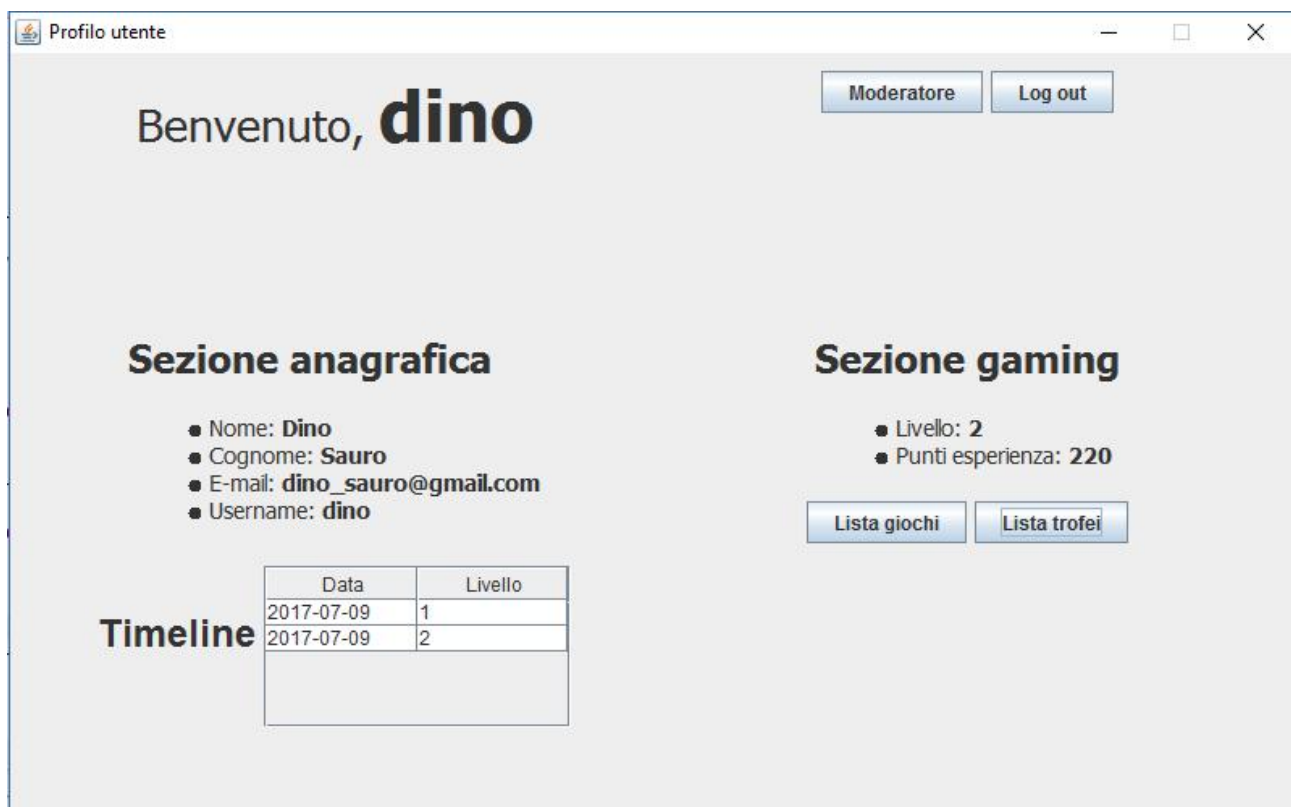 Profilo utente
Benvenuto, dino
Moderatore
Log out
Sezione anagrafica
Nome: Dino
Cognome: Sauro
E-mail: dino_sauro@gmail.com
Username: dino
Sezione gaming
Livello: 2
Punti esperienza: 220
Lista giochi
Lista trofei
Timeline
Data Livello
2017-07-09 1
2017-07-09 2